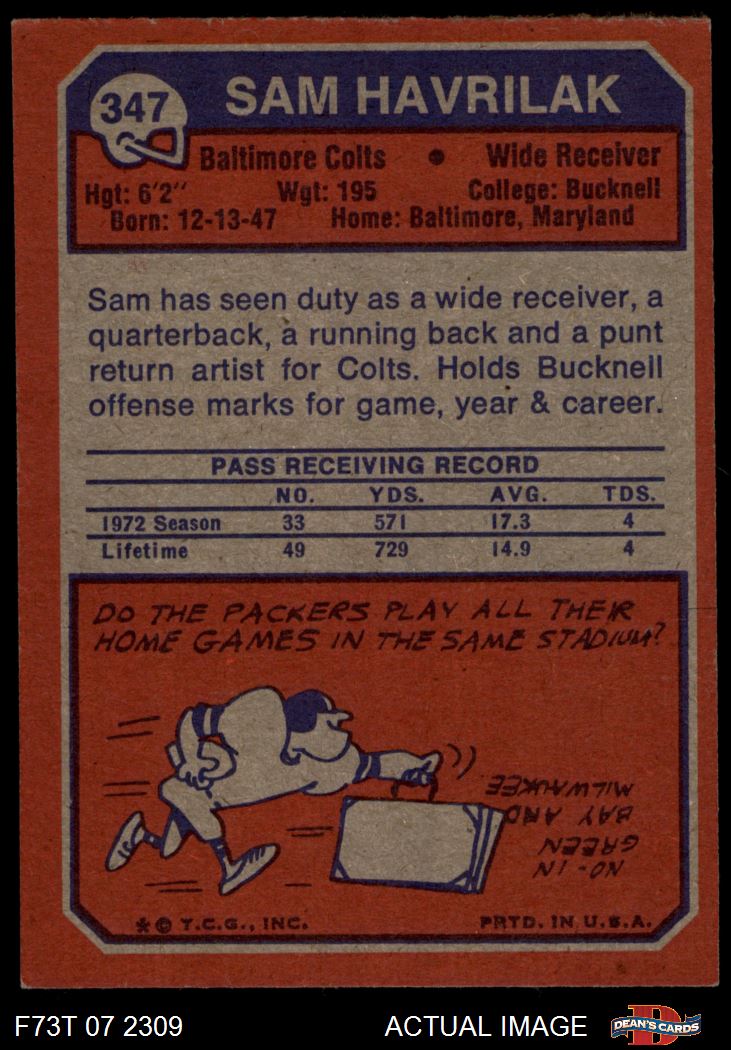 347
SAM HAVRILAK
Baltimore Colts • Wide Receiver
Hgt: 6'2" Wgt: 195 College: Bucknell
Born: 12-13-47 Home: Baltimore, Maryland
Sam has seen duty as a wide receiver, a
quarterback, a running back and a punt
return artist for Colts. Holds Bucknell
offense marks for game, year & career.
PASS RECEIVING RECORD
NO. YDS. AVG. TDS.
1972 Season 33 571 17.3 4
Lifetime 49 729 14.9 4
DO THE PACKERS PLAY ALL THEIR
HOME GAMES IN THE SAME STADIUM?
NO - IN
GREEN
BAY AND
MILWAUKEE.
* © T.C.G., INC. PRTD. IN U.S.A.
F73T 07 2309 ACTUAL IMAGE
D
DEAN'S CARDS